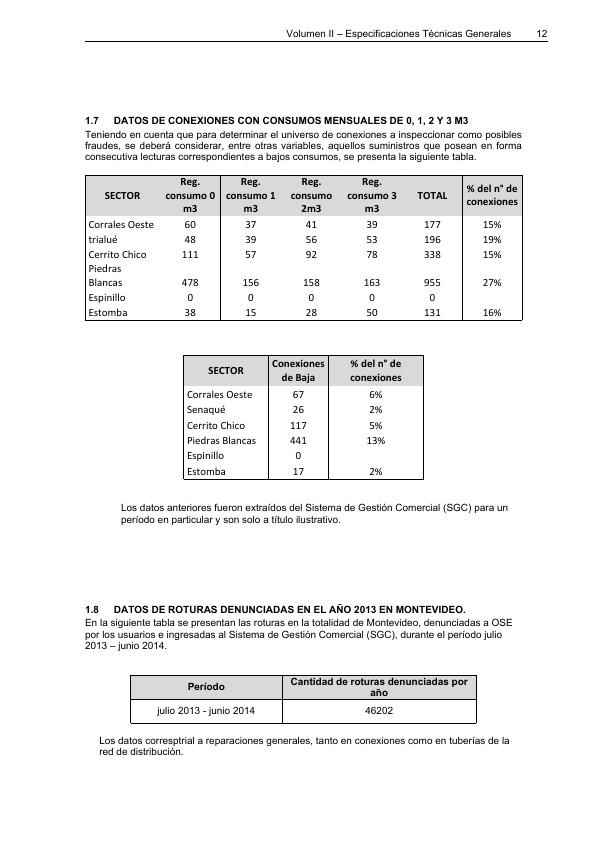 Volumen II – Especificaciones Técnicas Generales 12
1.7 DATOS DE CONEXIONES CON CONSUMOS MENSUALES DE 0, 1, 2 Y 3 M3
Teniendo en cuenta que para determinar el universo de conexiones a inspeccionar como posibles
fraudes, se deberá considerar, entre otras variables, aquellos suministros que posean en forma
consecutiva lecturas correspondientes a bajos consumos, se presenta la siguiente tabla.
SECTOR Reg. consumo 0 m3 Reg. consumo 1 m3 Reg. consumo 2m3 Reg. consumo 3 m3 TOTAL % del n° de conexiones
Corrales Oeste 60 37 41 39 177 15%
trialué 48 39 56 53 196 19%
Cerrito Chico 111 57 92 78 338 15%
Piedras
Blancas 478 156 158 163 955 27%
Espinillo 0 0 0 0 0
Estomba 38 15 28 50 131 16%
SECTOR Conexiones de Baja % del n° de conexiones
Corrales Oeste 67 6%
Senaqué 26 2%
Cerrito Chico 117 5%
Piedras Blancas 441 13%
Espinillo 0
Estomba 17 2%
Los datos anteriores fueron extraídos del Sistema de Gestión Comercial (SGC) para un
período en particular y son solo a título ilustrativo.
1.8 DATOS DE ROTURAS DENUNCIADAS EN EL AÑO 2013 EN MONTEVIDEO.
En la siguiente tabla se presentan las roturas en la totalidad de Montevideo, denunciadas a OSE
por los usuarios e ingresadas al Sistema de Gestión Comercial (SGC), durante el período julio
2013 – junio 2014.
Período Cantidad de roturas denunciadas por año
julio 2013 - junio 2014 46202
Los datos corresptrial a reparaciones generales, tanto en conexiones como en tuberías de la
red de distribución.